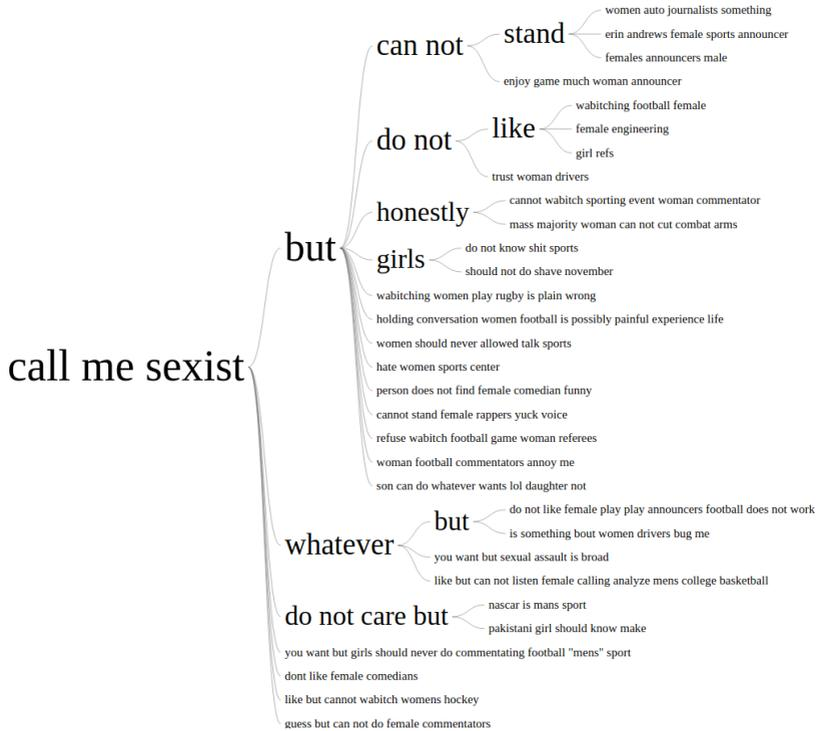 call me sexist
but
can not
stand
women auto journalists something
erin andrews female sports announcer
females announcers male
enjoy game much woman announcer
do not
like
wabitching football female
female engineering
girl refs
trust woman drivers
honestly
cannot wabitch sporting event woman commentator
mass majority woman can not cut combat arms
girls
do not know shit sports
should not do shave november
wabitching women play rugby is plain wrong
holding conversation women football is possibly painful experience life
women should never allowed talk sports
hate women sports center
person does not find female comedian funny
cannot stand female rappers yuck voice
refuse wabitch football game woman referees
woman football commentators annoy me
son can do whatever wants lol daughter not
whatever
but
do not like female play play announcers football does not work
is something bout women drivers bug me
you want but sexual assault is broad
like but can not listen female calling analyze mens college basketball
do not care but
nascar is mans sport
pakistani girl should know make
you want but girls should never do commentating football "mens" sport
dont like female comedians
like but cannot wabitch womens hockey
guess but can not do female commentators